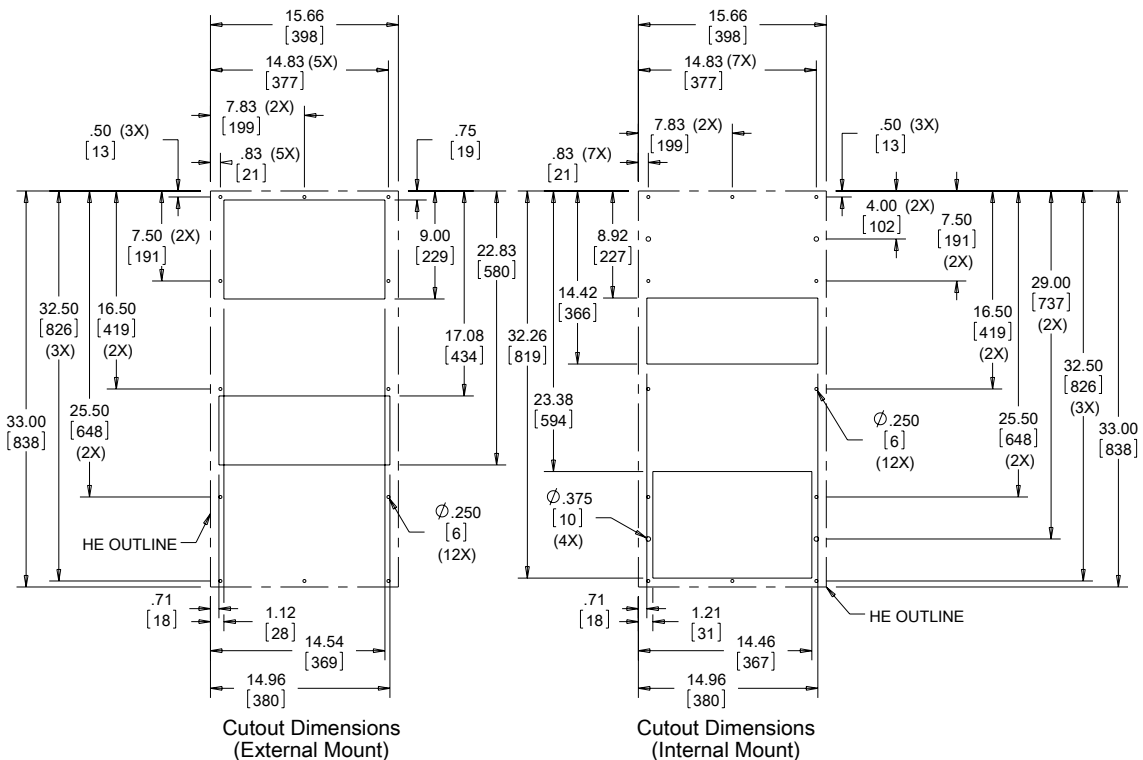 15.66
[398]
14.83 (5X)
[377]
7.83 (2X)
[199]
.50 (3X)
[13]
.83 (5X)
[21]
.75
[19]
7.50 (2X)
[191]
9.00
[229]
22.83
[580]
32.50
[826]
(3X)
16.50
[419]
(2X)
17.08
[434]
33.00
[838]
25.50
[648]
(2X)
Ø.250
[6]
(12X)
HE OUTLINE
.71
[18]
1.12
[28]
14.54
[369]
14.96
[380]
Cutout Dimensions
(External Mount)
15.66
[398]
14.83 (7X)
[377]
7.83 (2X)
[199]
.50 (3X)
[13]
.83 (7X)
[21]
4.00 (2X)
[102]
7.50
[191]
(2X)
8.92
[227]
14.42
[366]
29.00
[737]
(2X)
32.26
[819]
16.50
[419]
(2X)
32.50
[826]
(3X)
23.38
[594]
Ø.250
[6]
(12X)
25.50
[648]
(2X)
33.00
[838]
Ø.375
[10]
(4X)
HE OUTLINE
.71
[18]
1.21
[31]
14.46
[367]
14.96
[380]
Cutout Dimensions
(Internal Mount)